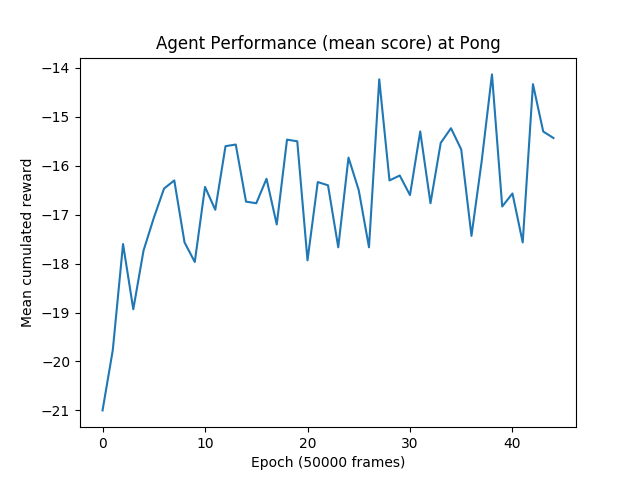 Agent Performance (mean score) at Pong
−14
−15
−16
−17
−18
−19
−20
−21
Mean cumulated reward
0 10 20 30 40
Epoch (50000 frames)